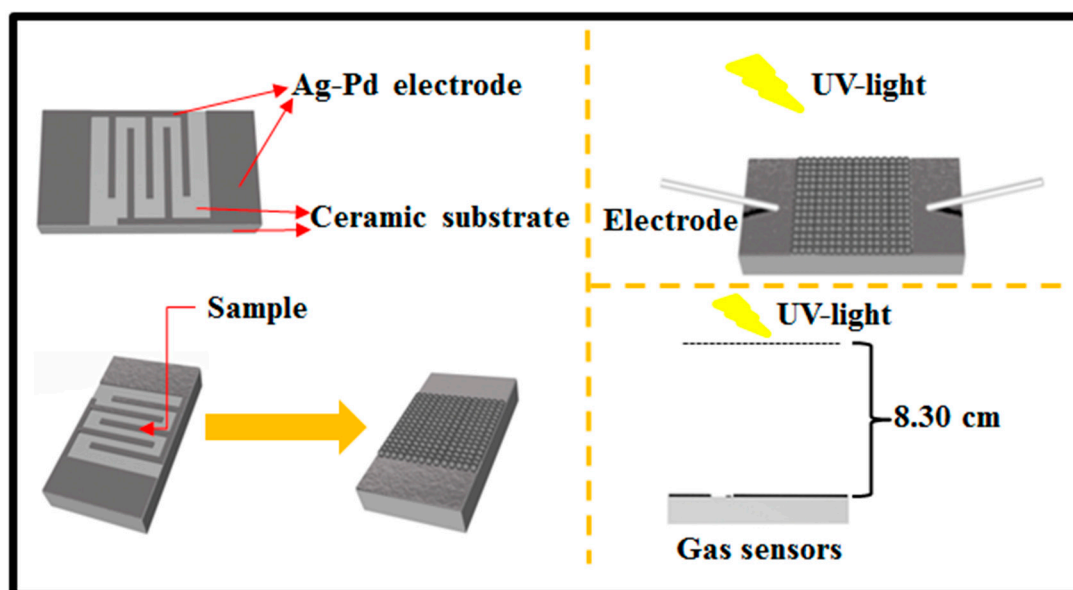 Ag-Pd electrode
Ceramic substrate
Sample
UV-light
Electrode
UV-light
8.30 cm
Gas sensors